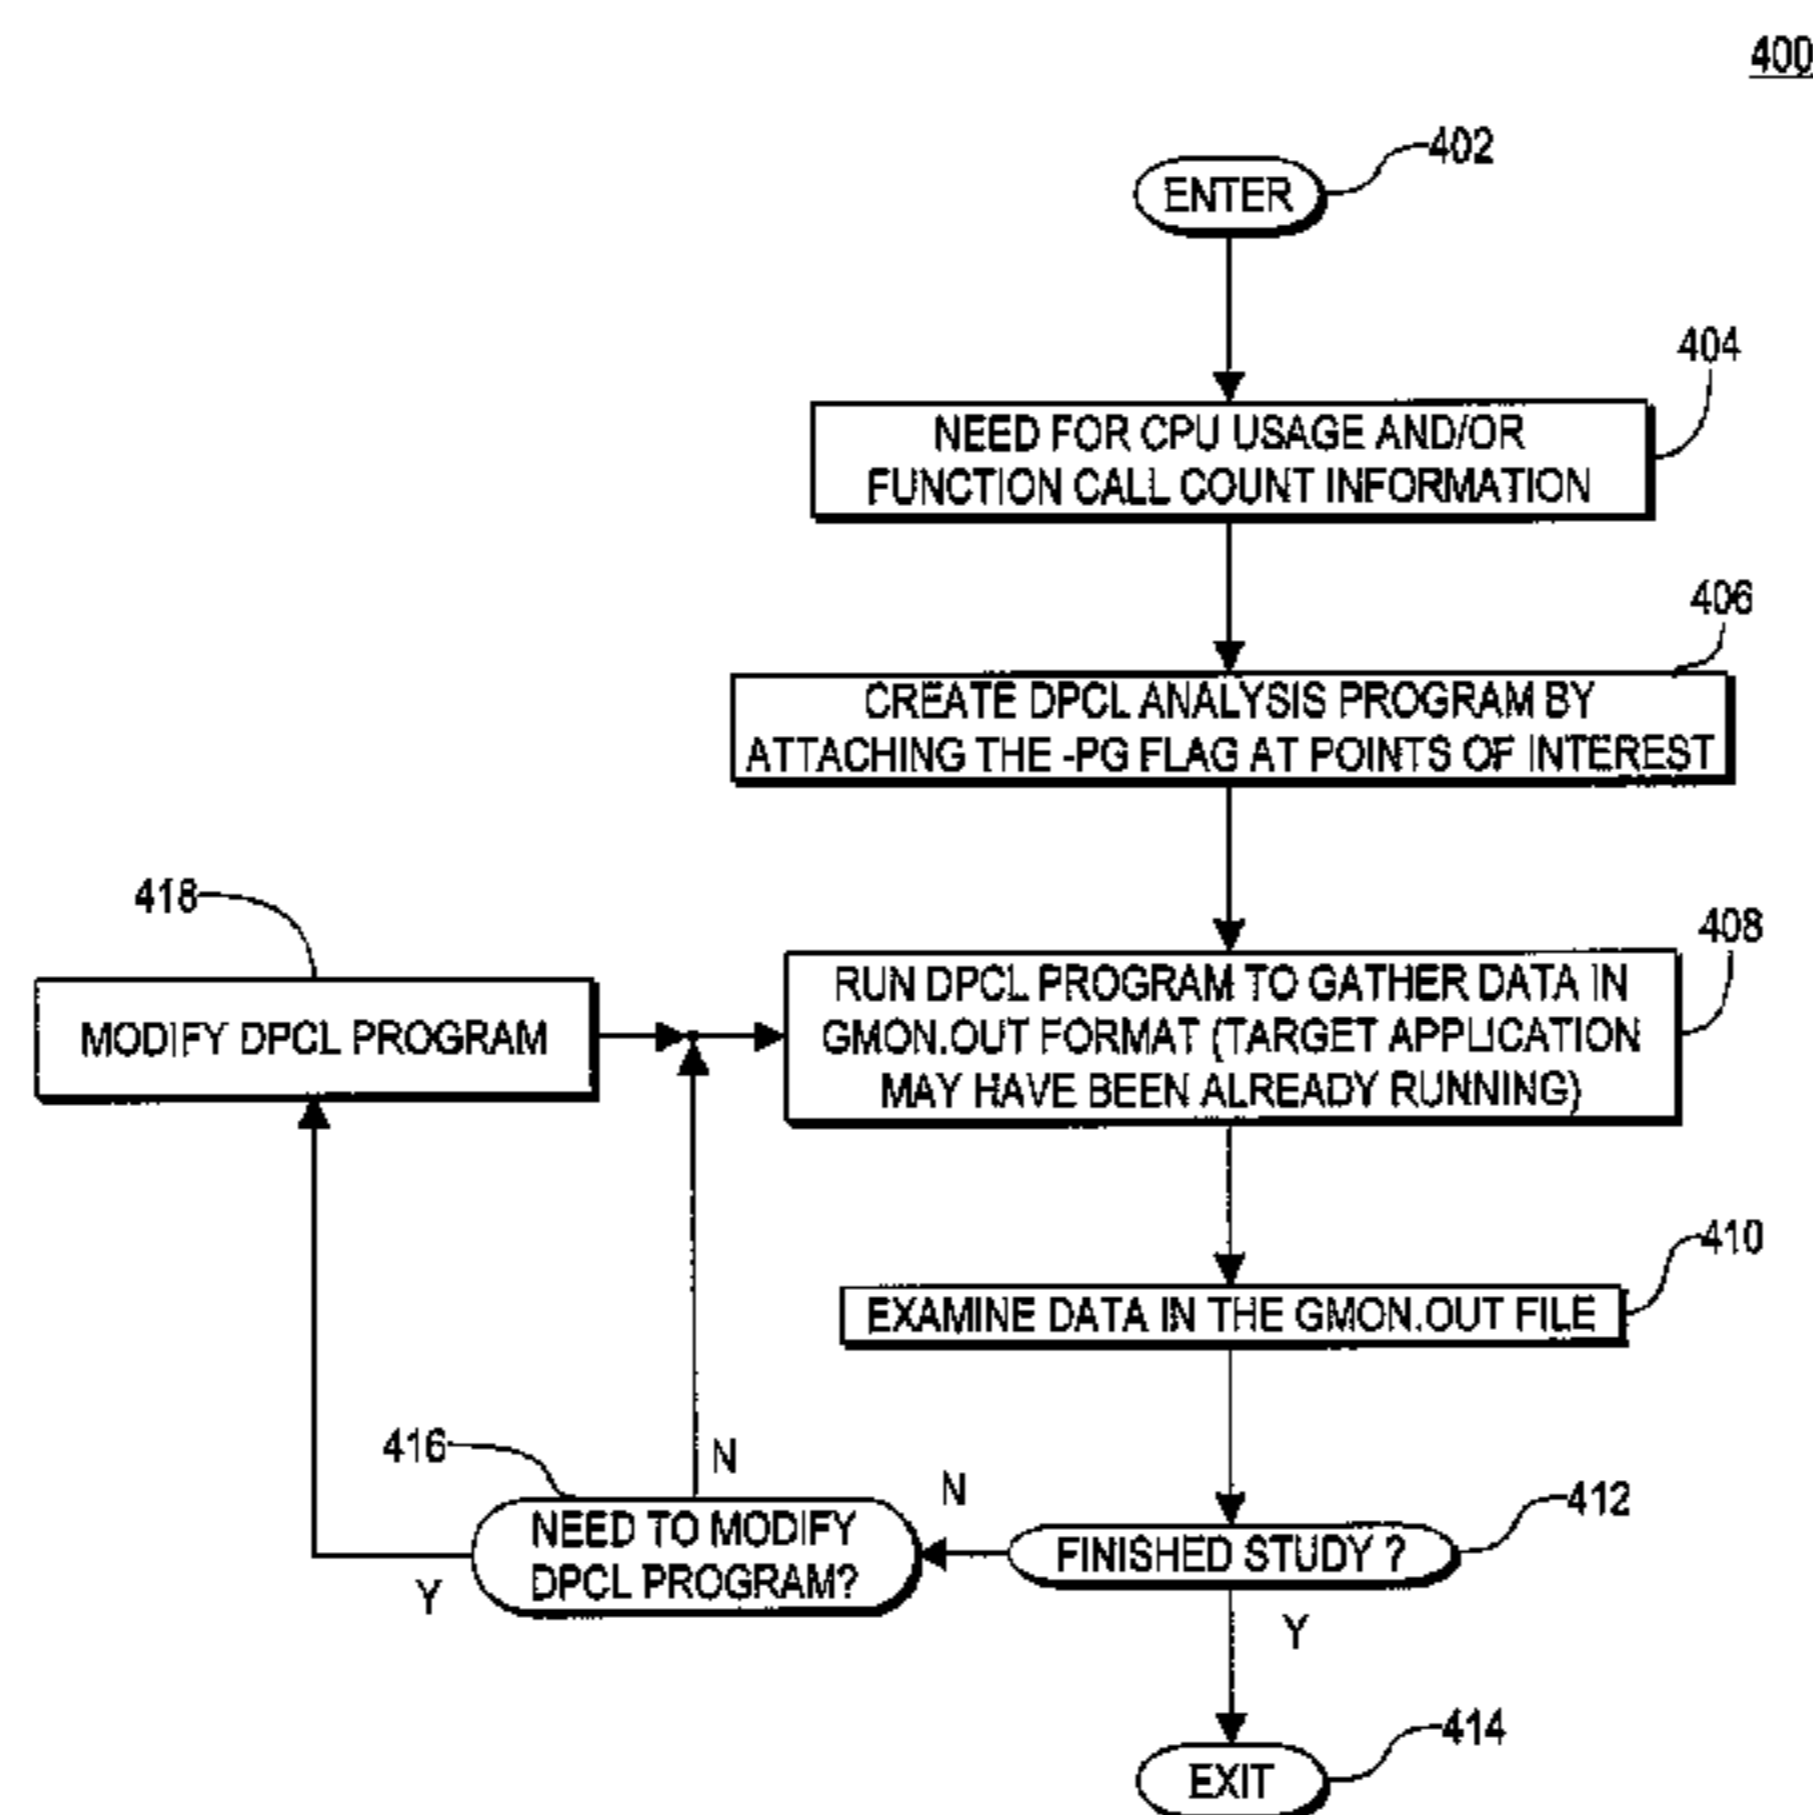 400
402
ENTER
404
NEED FOR CPU USAGE AND/OR
FUNCTION CALL COUNT INFORMATION
406
CREATE DPCL ANALYSIS PROGRAM BY
ATTACHING THE -PG FLAG AT POINTS OF INTEREST
418
408
MODIFY DPCL PROGRAM
RUN DPCL PROGRAM TO GATHER DATA IN
GMON.OUT FORMAT (TARGET APPLICATION
MAY HAVE BEEN ALREADY RUNNING)
410
EXAMINE DATA IN THE GMON.OUT FILE
416
N
N
412
NEED TO MODIFY
DPCL PROGRAM?
FINISHED STUDY ?
Y
Y
414
EXIT